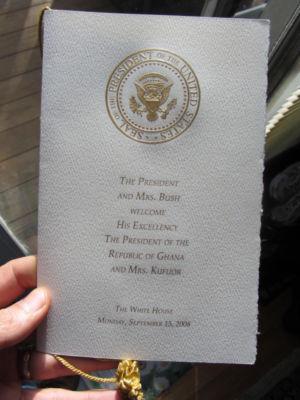 SEAL OF THE PRESIDENT OF THE UNITED STATES
THE PRESIDENT
AND MRS. BUSH
WELCOME
HIS EXCELLENCY
THE PRESIDENT OF THE
REPUBLIC OF GHANA
AND MRS. KUFUOR
THE WHITE HOUSE
MONDAY, SEPTEMBER 15, 2008